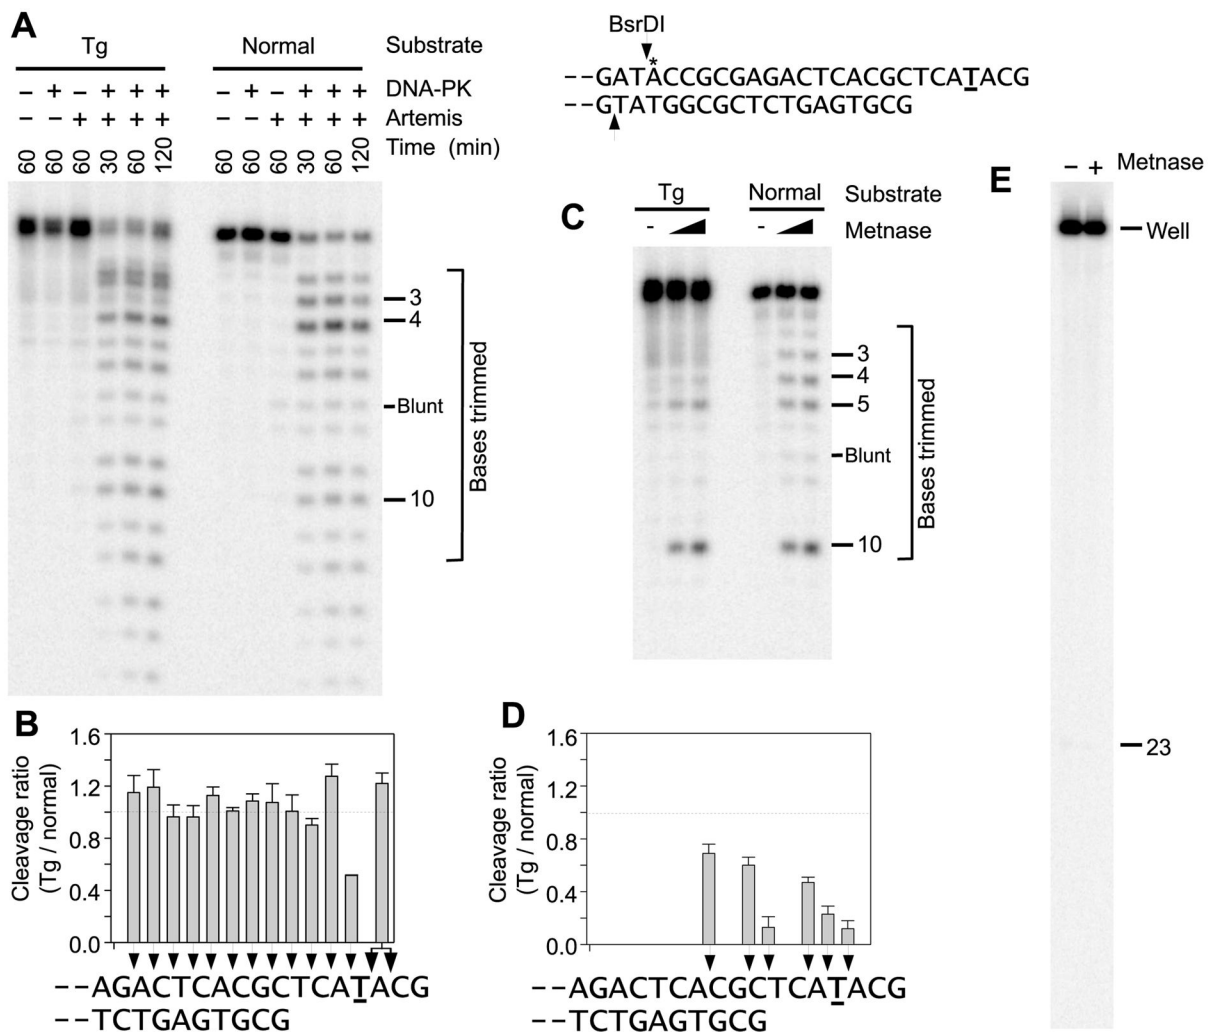 A
Tg Normal Substrate
– + – + + + – + – + + + DNA-PK
– – + + + + – – + + + + Artemis
60 60 60 30 60 120 60 60 60 30 60 120 Time (min)
3
4
Blunt
10
Bases trimmed
BsrDI
*
--GATACCGCGAGACTCACGCTCATACG
--GTATGGCGCTCTGAGTGCG
C
Tg Normal Substrate
- - Metnase
3
4
5
Blunt
10
Bases trimmed
E
– + Metnase
Well
23
B
Cleavage ratio
(Tg / normal)
1.6
1.2
0.8
0.4
0.0
--AGACTCACGCTCATACG
--TCTGAGTGCG
D
Cleavage ratio
(Tg / normal)
1.6
1.2
0.8
0.4
0.0
--AGACTCACGCTCATACG
--TCTGAGTGCG